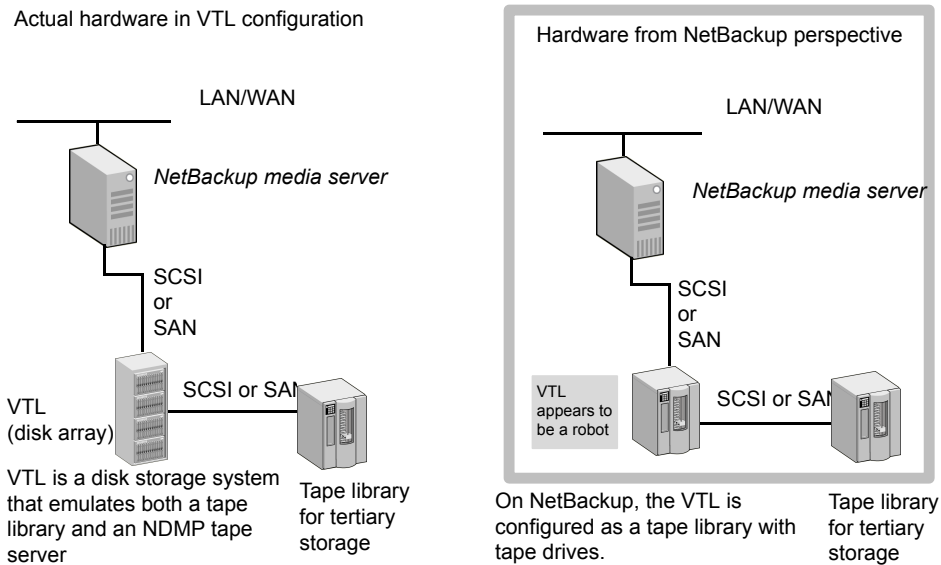 Actual hardware in VTL configuration
LAN/WAN
NetBackup media server
SCSI
or
SAN
SCSI or SAN
VTL
(disk array)
VTL is a disk storage system
that emulates both a tape
library and an NDMP tape
server
Tape library
for tertiary
storage
Hardware from NetBackup perspective
LAN/WAN
NetBackup media server
SCSI
or
SAN
VTL
appears to
be a robot
SCSI or SAN
On NetBackup, the VTL is
configured as a tape library with
tape drives.
Tape library
for tertiary
storage